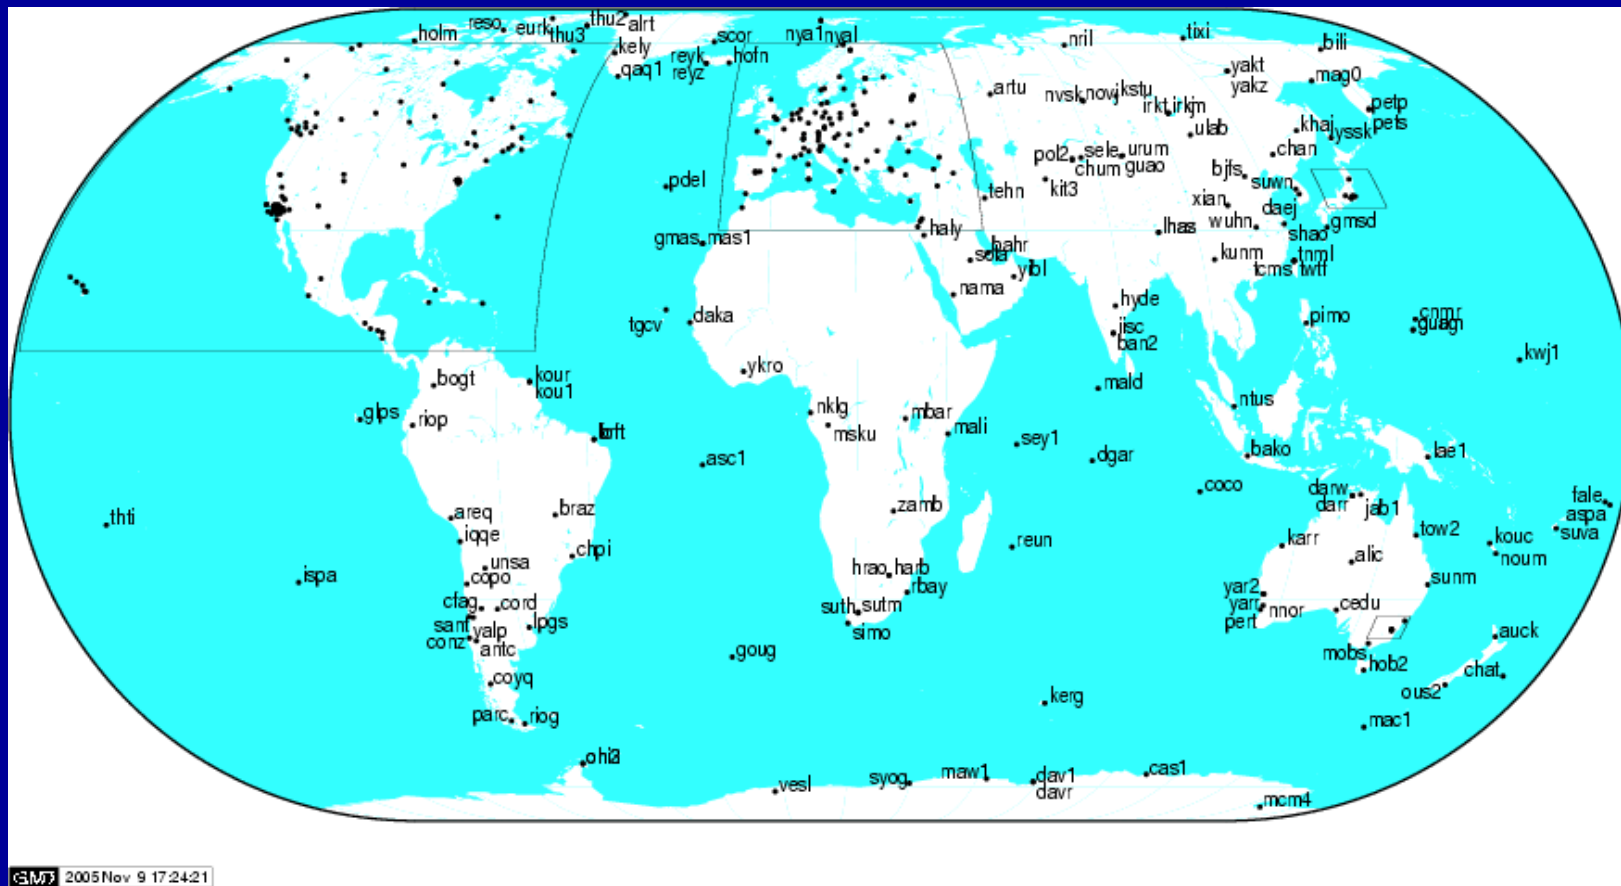 reso eurk thu2 alrt
holm thu3 scor nya1 nyal tixi
kely reyk hofn nril bili
qaq1 reyz yakt mag0
artu nvsk novj kstu yakz
irkt irkjm petp
ulab khaj yssk pets
pol2 sele urum chan
chum guao bjfs
pdel tehn kit3 suwn
xian
haly wuhn daej gmsd
gmas mas1 lhas shao
bahr kunm tnml
sola tcms twtf
yibl
nama
hyde
tgcv daka pimo cnmr
jisc guam
ban2
kwj1
ykro
bogt kour mald
kou1
nklg mbar ntus
glps riop
msku mali
sey1
asc1 dgar bako lae1
coco
darw fale
areq braz zamb darr jab1 aspa
thti tow2 suva
iqqe kouc
chpi reun karr noum
unsa alic
ispa copo hrao harb sunm
rbay yar2
cfag cord suth sutm yarr nnor cedu
sant yalp lpgs simo pert auck
conz antc
goug mobs
hob2 chat
coyq
kerg ous2
parc riog mac1
vesl syog maw1 dav1 cas1
davr
mcm4
GMT 2005 Nov 9 17:24:21